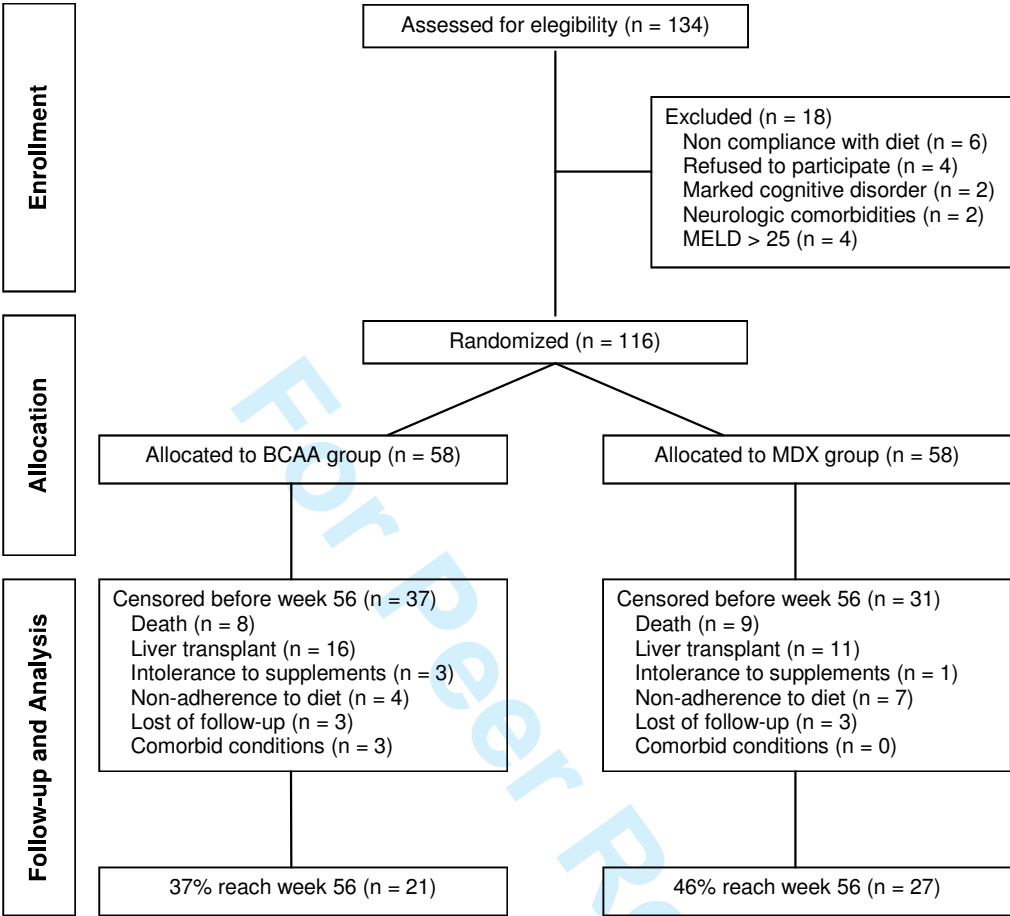 Enrollment
Assessed for elegibility (n = 134)
Excluded (n = 18)
Non compliance with diet (n = 6)
Refused to participate (n = 4)
Marked cognitive disorder (n = 2)
Neurologic comorbidities (n = 2)
MELD > 25 (n = 4)
Allocation
Randomized (n = 116)
Allocated to BCAA group (n = 58)
Allocated to MDX group (n = 58)
Follow-up and Analysis
Censored before week 56 (n = 37)
Death (n = 8)
Liver transplant (n = 16)
Intolerance to supplements (n = 3)
Non-adherence to diet (n = 4)
Lost of follow-up (n = 3)
Comorbid conditions (n = 3)
Censored before week 56 (n = 31)
Death (n = 9)
Liver transplant (n = 11)
Intolerance to supplements (n = 1)
Non-adherence to diet (n = 7)
Lost of follow-up (n = 3)
Comorbid conditions (n = 0)
37% reach week 56 (n = 21)
46% reach week 56 (n = 27)
For Peer Re